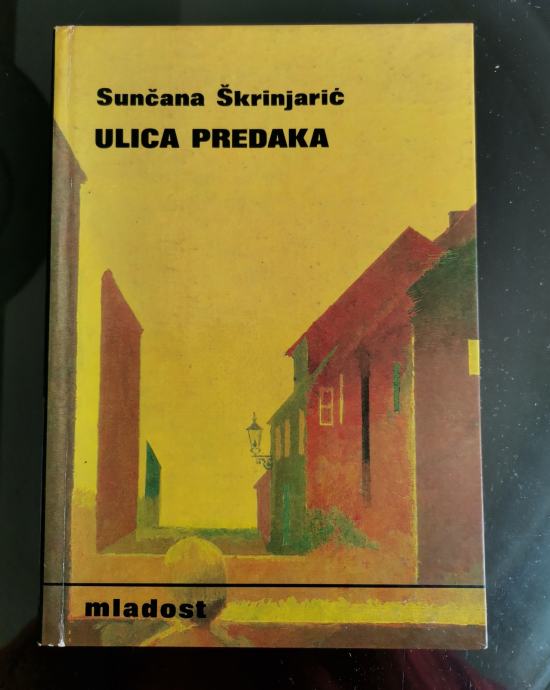 Sunčana Škrinjarić
ULICA PREDAKA
mladost